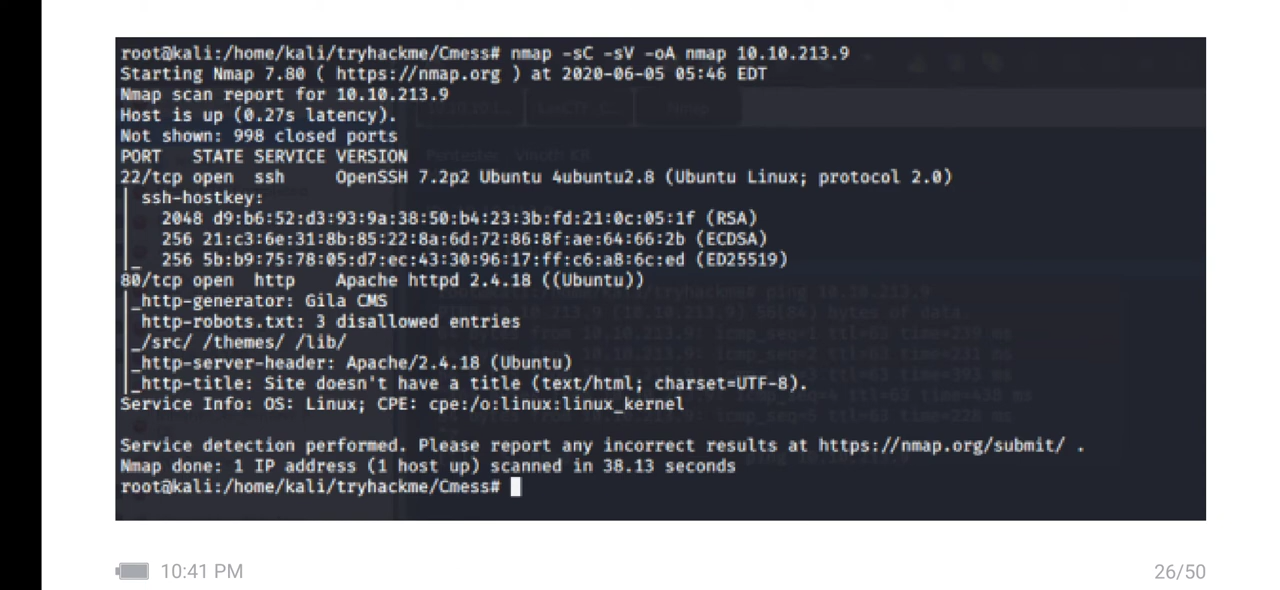 root@kali:/home/kali/tryhackme/Cmess# nmap -sC -sV -oA nmap 10.10.213.9
Starting Nmap 7.80 ( https://nmap.org ) at 2020-06-05 05:46 EDT
Nmap scan report for 10.10.213.9
Host is up (0.27s latency).
Not shown: 998 closed ports
PORT   STATE SERVICE VERSION
22/tcp open  ssh     OpenSSH 7.2p2 Ubuntu 4ubuntu2.8 (Ubuntu Linux; protocol 2.0)
| ssh-hostkey:
|   2048 d9:b6:52:d3:93:9a:38:50:b4:23:3b:fd:21:0c:05:1f (RSA)
|   256 21:c3:6e:31:8b:85:22:8a:6d:72:86:8f:ae:64:66:2b (ECDSA)
|_  256 5b:b9:75:78:05:d7:ec:43:30:96:17:ff:c6:a8:6c:ed (ED25519)
80/tcp open  http    Apache httpd 2.4.18 ((Ubuntu))
|_http-generator: Gila CMS
| http-robots.txt: 3 disallowed entries
|_/src/ /themes/ /lib/
|_http-server-header: Apache/2.4.18 (Ubuntu)
|_http-title: Site doesn't have a title (text/html; charset=UTF-8).
Service Info: OS: Linux; CPE: cpe:/o:linux:linux_kernel
Service detection performed. Please report any incorrect results at https://nmap.org/submit/ .
Nmap done: 1 IP address (1 host up) scanned in 38.13 seconds
root@kali:/home/kali/tryhackme/Cmess#
10:41 PM
26/50